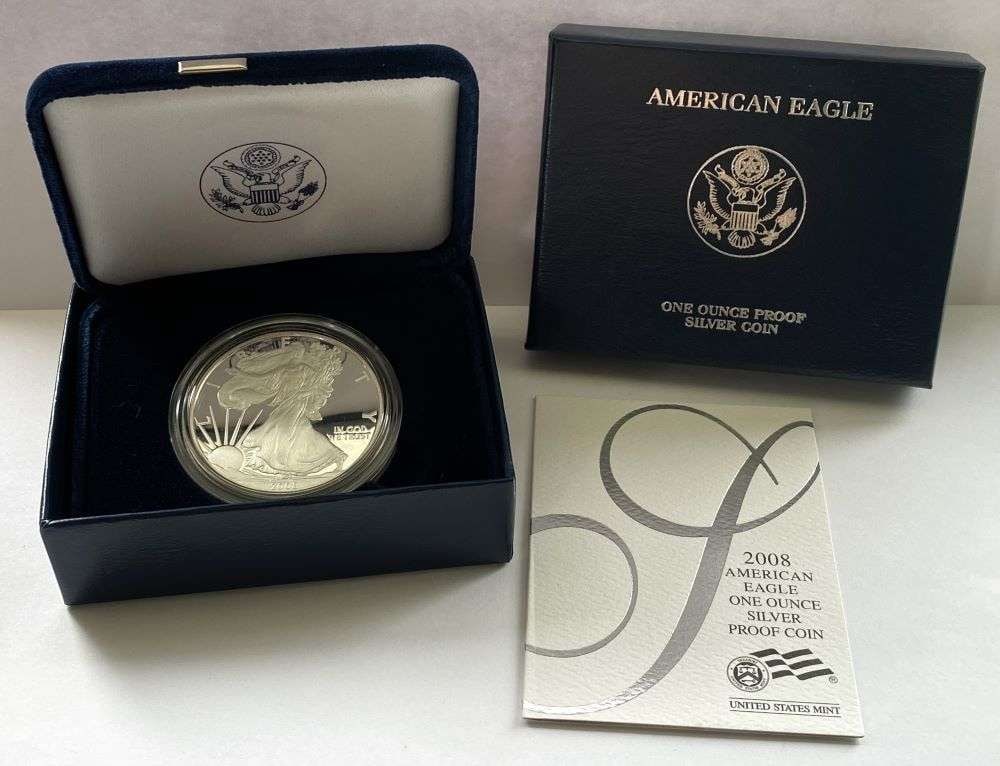 AMERICAN EAGLE
ONE OUNCE PROOF
SILVER COIN
LIBERTY
IN GOD
WE TRUST
2008
AMERICAN
EAGLE
ONE OUNCE
SILVER
PROOF COIN
®
UNITED STATES MINT